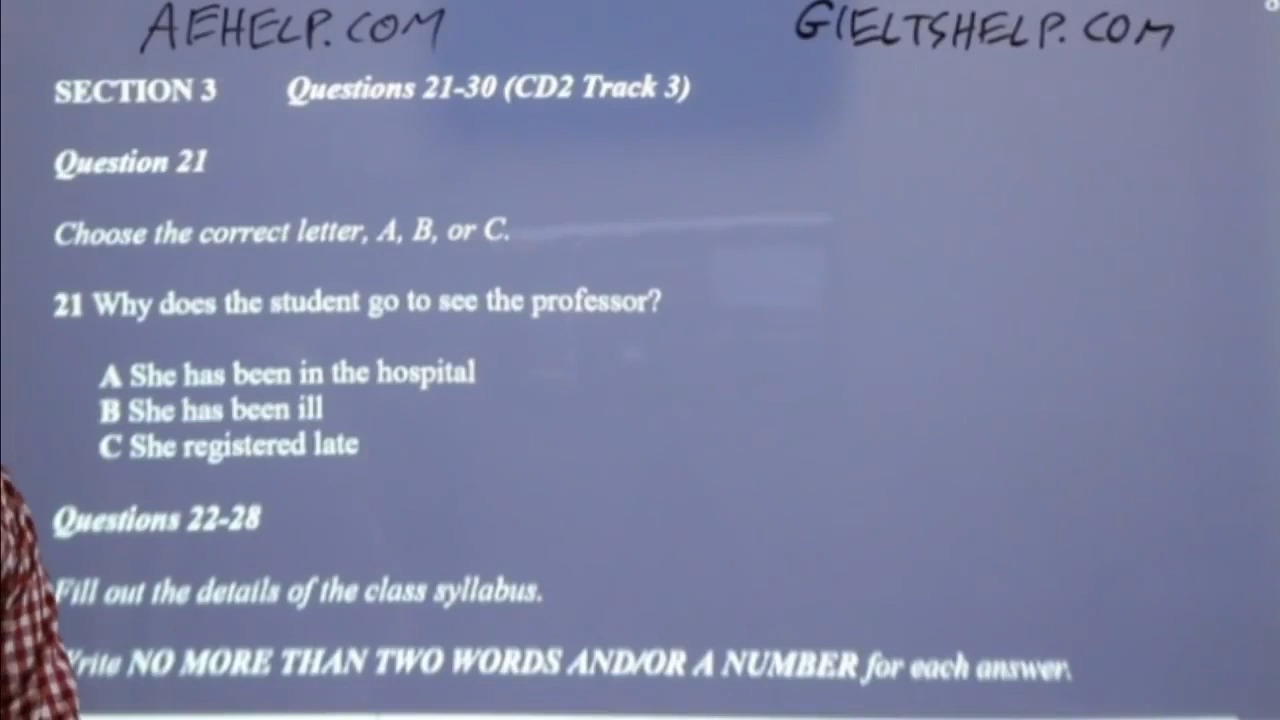 AEHELP.COM GIELTSHELP.COM
SECTION 3 Questions 21-30 (CD2 Track 3)
Question 21
Choose the correct letter, A, B, or C.
21 Why does the student go to see the professor?
A She has been in the hospital
B She has been ill
C She registered late
Questions 22-28
Fill out the details of the class syllabus.
Write NO MORE THAN TWO WORDS AND/OR A NUMBER for each answer.